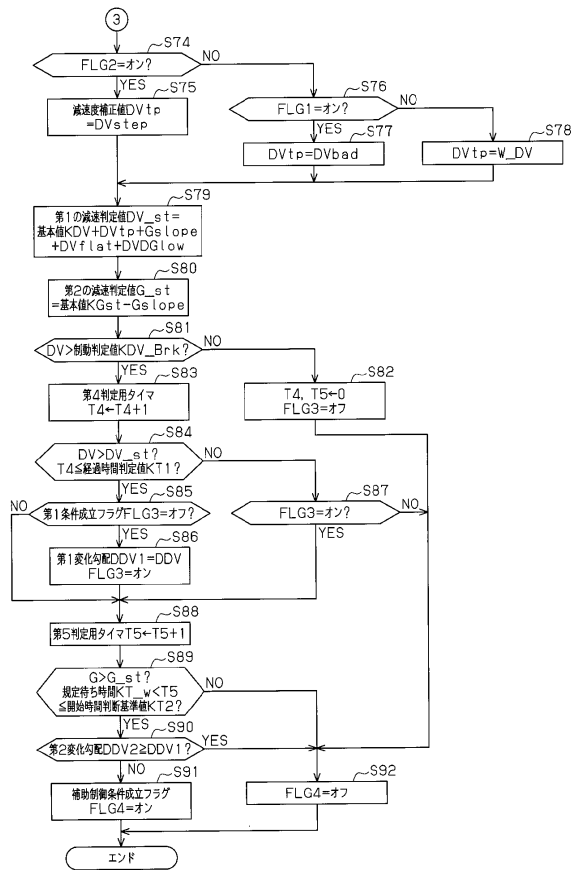 3
S74
FLG2=オン?
NO
YES
S75
減速度補正値DVtp
=DVstep
S76
FLG1=オン?
NO
YES
S77
DVtp=DVbad
S78
DVtp=W_DV
S79
第1の減速判定値DV_st=
基本値KDV+DVtp+Gslope
+DVflat+DVDGlow
S80
第2の減速判定値G_st
=基本値KGst-Gslope
S81
DV>制動判定値KDV_Brk?
NO
YES
S82
T4, T5←0
FLG3=オフ
S83
第4判定用タイマ
T4←T4+1
S84
DV>DV_st?
T4≦経過時間判定値KT1?
NO
YES
S85
NO
第1条件成立フラグFLG3=オフ?
YES
S86
第1変化勾配DDV1=DDV
FLG3=オン
S87
FLG3=オン?
NO
YES
S88
第5判定用タイマT5←T5+1
S89
G>G_st?
規定待ち時間KT_w<T5
≦開始時間判断基準値KT2?
NO
YES
S90
第2変化勾配DDV2≧DDV1?
YES
NO
S91
補助制御条件成立フラグ
FLG4=オン
S92
FLG4=オフ
エンド